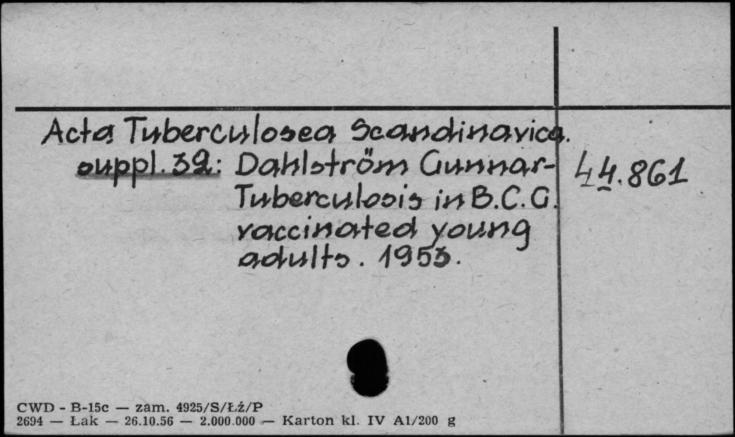 Acta Tuberculosea Scandinavica.
suppl. 32: Dahlström Gunnar-
44.861
Tuberculosis in B.C.G.
vaccinated young
adults. 1953.
CWD - B-15c — zam. 4925/S/Łż/P
2694 — Łak — 26.10.56 — 2.000.000 — Karton kl. IV A1/200 g